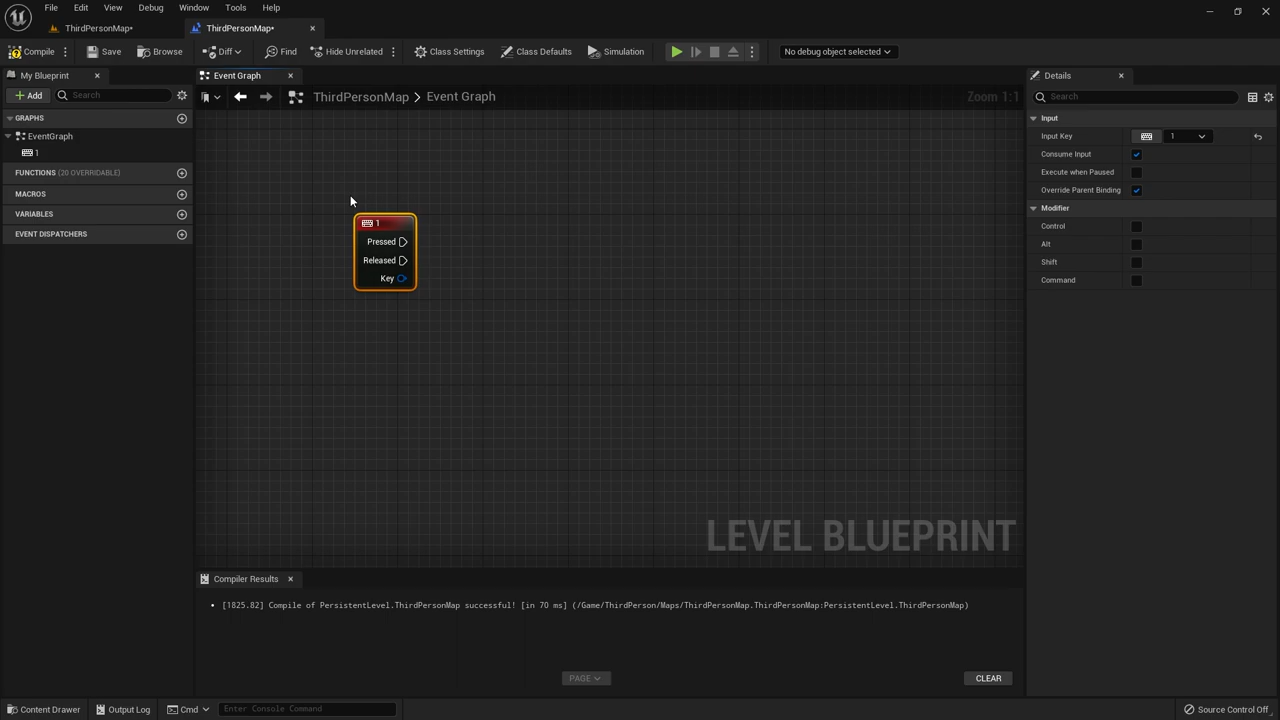 File Edit View Debug Window Tools Help
ThirdPersonMap•
ThirdPersonMap•
Compile Save Browse Diff Find Hide Unrelated Class Settings Class Defaults Simulation No debug object selected
My Blueprint
Event Graph
Details
Add Search
ThirdPersonMap > Event Graph Zoom 1:1
Search
GRAPHS
EventGraph
1
FUNCTIONS (20 OVERRIDABLE)
MACROS
VARIABLES
EVENT DISPATCHERS
1
Pressed
Released
Key
Input
Input Key 1
Consume Input
Execute when Paused
Override Parent Binding
Modifier
Control
Alt
Shift
Command
LEVEL BLUEPRINT
Compiler Results
[1825.82] Compile of PersistentLevel.ThirdPersonMap successful! [in 70 ms] (/Game/ThirdPerson/Maps/ThirdPersonMap.ThirdPersonMap:PersistentLevel.ThirdPersonMap)
PAGE CLEAR
Content Drawer Output Log Cmd Enter Console Command Source Control Off